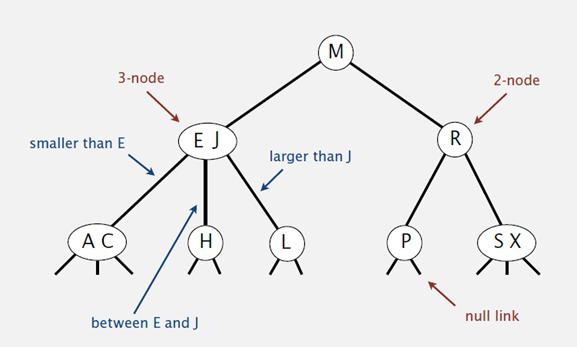 M
3-node
2-node
E J
R
smaller than E
larger than J
A C
H
L
P
S X
between E and J
null link